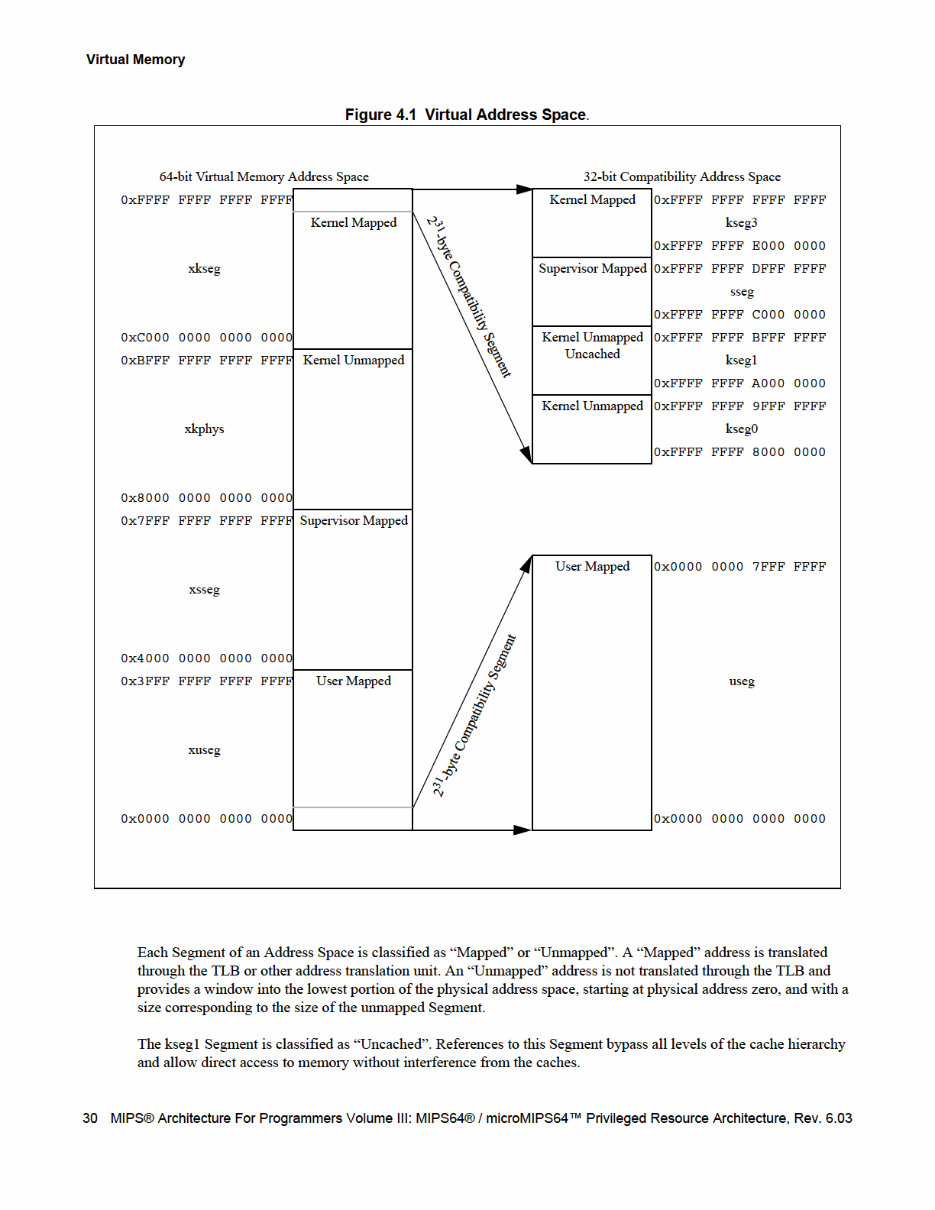 Virtual Memory
Figure 4.1 Virtual Address Space.
64-bit Virtual Memory Address Space
32-bit Compatibility Address Space
0xFFFF FFFF FFFF FFFF
Kernel Mapped
xkseg
0xC000 0000 0000 0000
0xBFFF FFFF FFFF FFFF
Kernel Unmapped
xkphys
0x8000 0000 0000 0000
0x7FFF FFFF FFFF FFFF
Supervisor Mapped
xsseg
0x4000 0000 0000 0000
0x3FFF FFFF FFFF FFFF
User Mapped
xuseg
0x0000 0000 0000 0000
2^31-byte Compatibility Segment
2^31-byte Compatibility Segment
Kernel Mapped
0xFFFF FFFF FFFF FFFF
kseg3
0xFFFF FFFF E000 0000
Supervisor Mapped
0xFFFF FFFF DFFF FFFF
sseg
0xFFFF FFFF C000 0000
Kernel Unmapped
Uncached
0xFFFF FFFF BFFF FFFF
kseg1
0xFFFF FFFF A000 0000
Kernel Unmapped
0xFFFF FFFF 9FFF FFFF
kseg0
0xFFFF FFFF 8000 0000
User Mapped
0x0000 0000 7FFF FFFF
useg
0x0000 0000 0000 0000
Each Segment of an Address Space is classified as “Mapped” or “Unmapped”. A “Mapped” address is translated
through the TLB or other address translation unit. An “Unmapped” address is not translated through the TLB and
provides a window into the lowest portion of the physical address space, starting at physical address zero, and with a
size corresponding to the size of the unmapped Segment.
The kseg1 Segment is classified as “Uncached”. References to this Segment bypass all levels of the cache hierarchy
and allow direct access to memory without interference from the caches.
30 MIPS® Architecture For Programmers Volume III: MIPS64® / microMIPS64™ Privileged Resource Architecture, Rev. 6.03